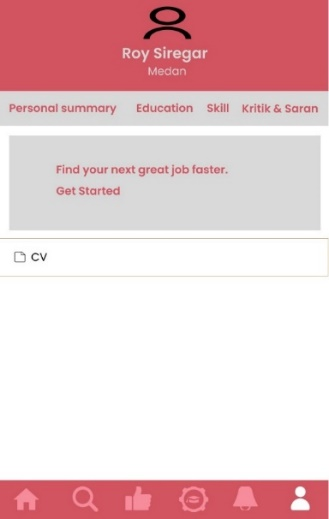 Roy Siregar
Medan
Personal summary Education Skill Kritik & Saran
Find your next great job faster.
Get Started
CV